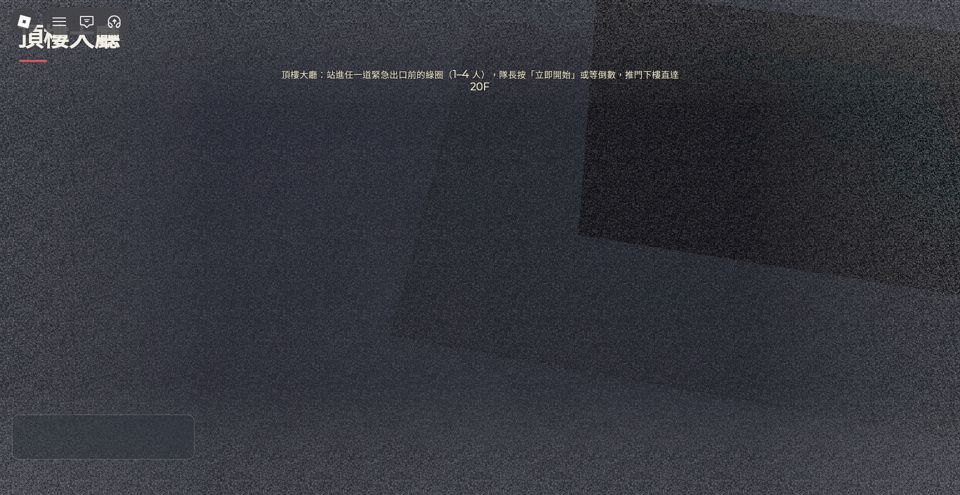 頂樓大廳
頂樓大廳：站進任一道緊急出口前的綠圈（1–4 人），隊長按「立即開始」或等倒數，推門下樓直達
20F